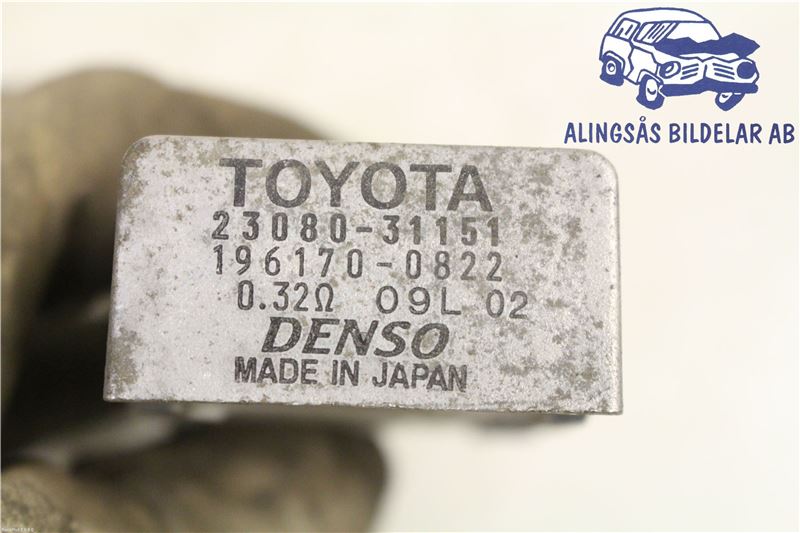 ALINGSÅS BILDELAR AB
TOYOTA
23080-31151
196170-0822
0.32Ω 09L 02
DENSO
MADE IN JAPAN